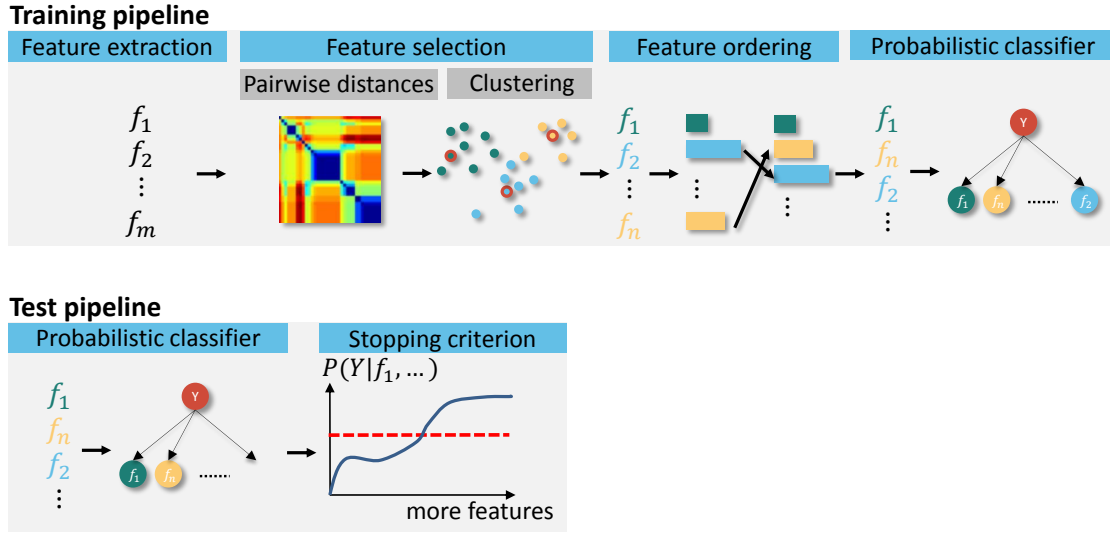 Training pipeline
Feature extraction
Feature selection
Feature ordering
Probabilistic classifier
Pairwise distances
Clustering
f₁
f₂
⋮
fₘ
f₁
f₂
⋮
fₙ
⋮
⋮
f₁
fₙ
f₂
⋮
Y
f₁
fₙ
........
f₂
Test pipeline
Probabilistic classifier
Stopping criterion
f₁
fₙ
f₂
⋮
Y
f₁
fₙ
........
P(Y|f₁, … )
more features